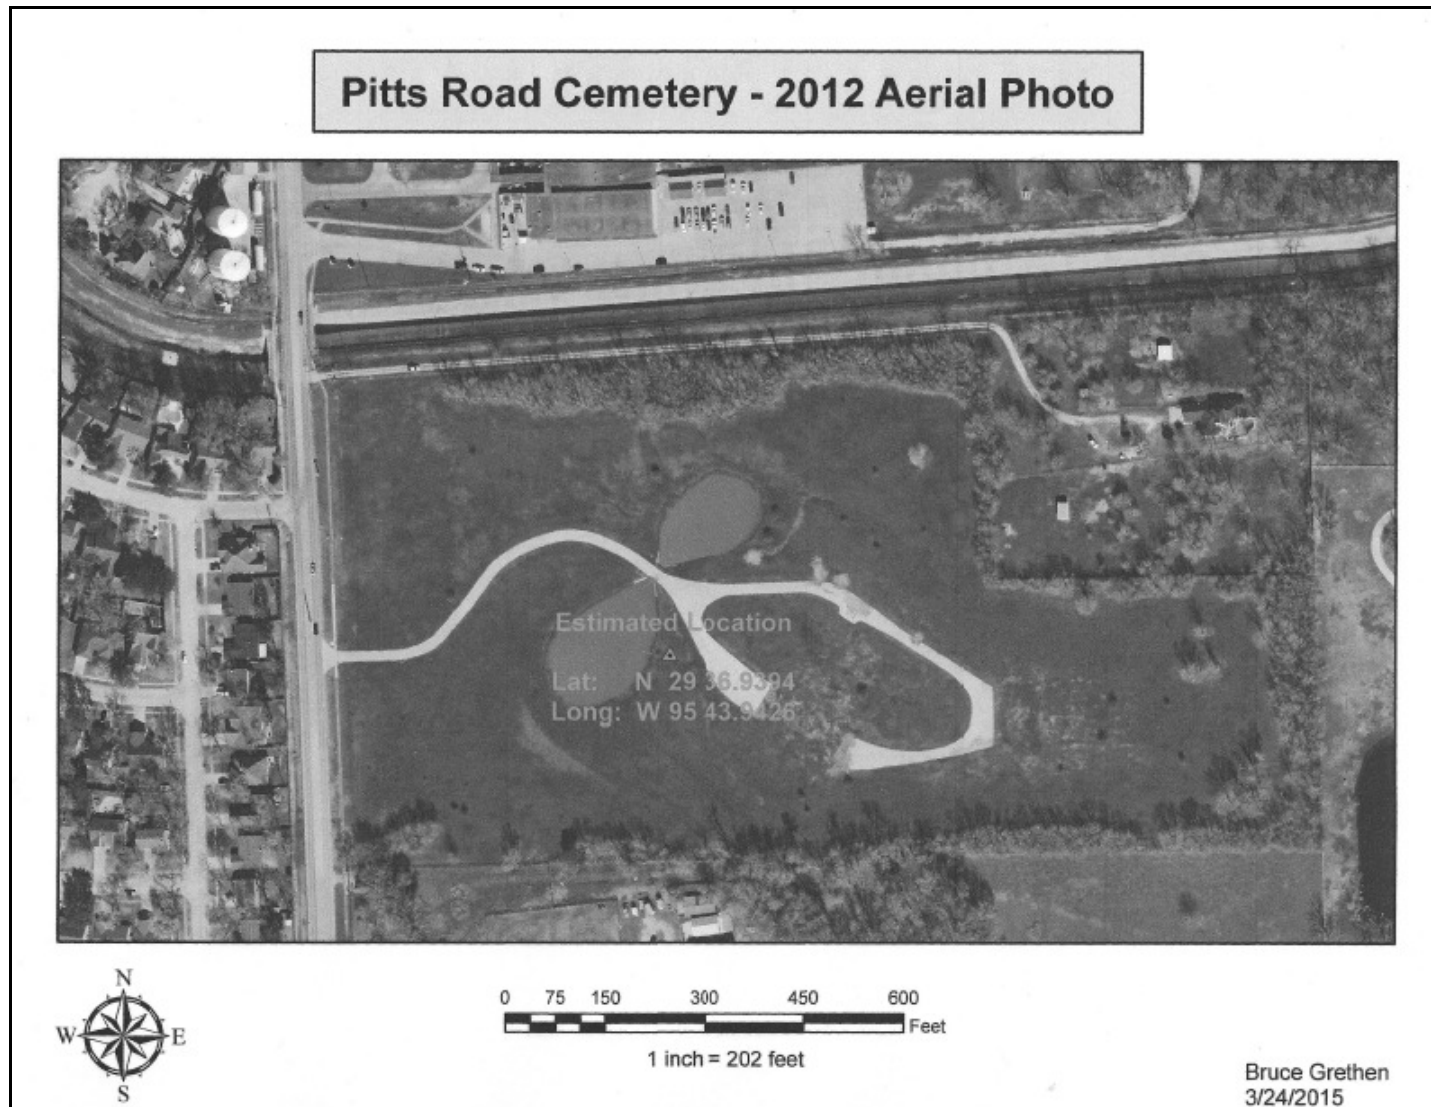 Pitts Road Cemetery - 2012 Aerial Photo
Estimated Location
Lat: N 29 36.9394
Long: W 95 43.9426
N
W E
S
0 75 150 300 450 600
Feet
1 inch = 202 feet
Bruce Grethen
3/24/2015